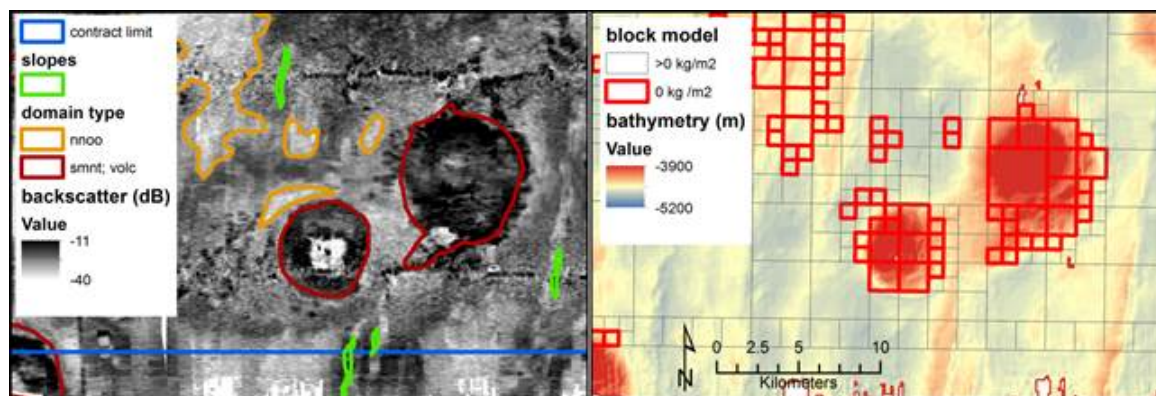 contract limit
slopes
domain type
nnoo
smnt; volc
backscatter (dB)
Value
-11
-40
block model
>0 kg/m2
0 kg /m2
bathymetry (m)
Value
-3900
-5200
N
0 2.5 5 10
Kilometers